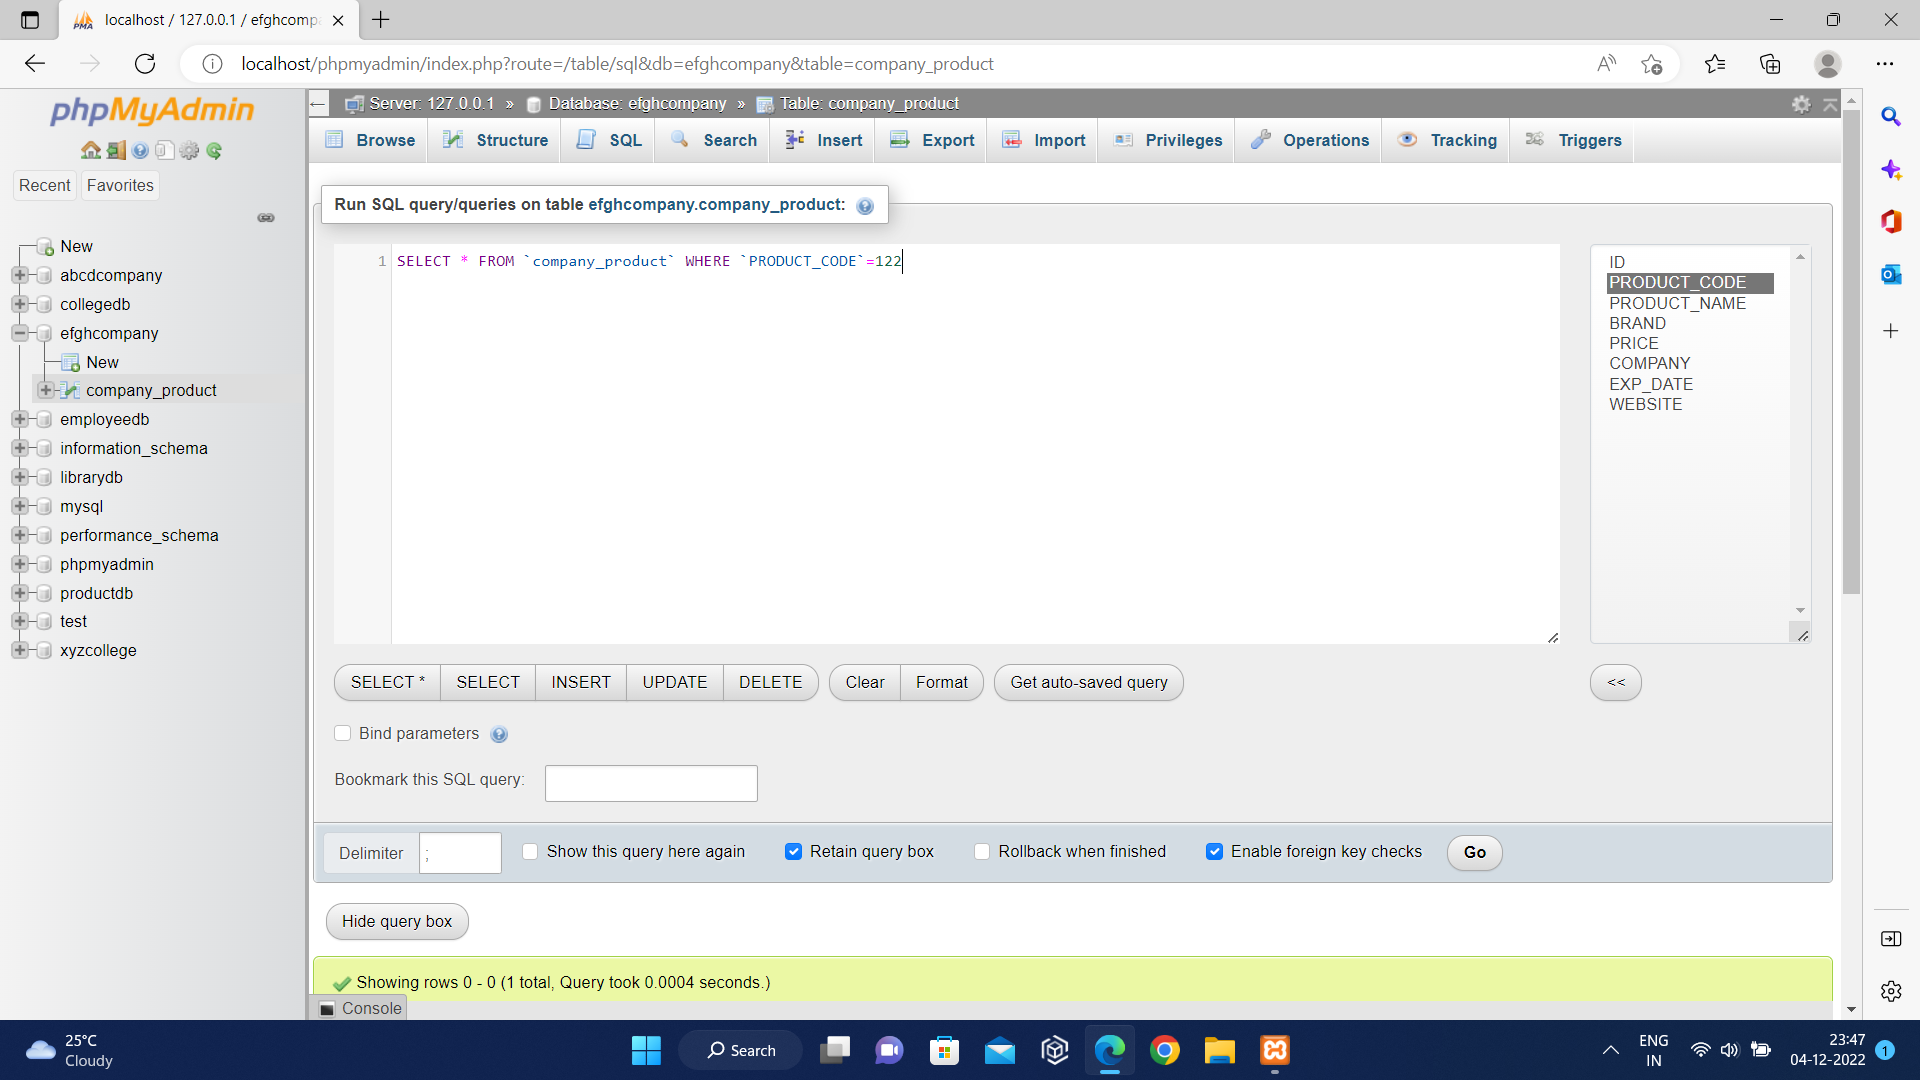 localhost / 127.0.0.1 / efghcomp
localhost/phpmyadmin/index.php?route=/table/sql&db=efghcompany&table=company_product
phpMyAdmin
Recent
Favorites
New
abcdcompany
collegedb
efghcompany
New
company_product
employeedb
information_schema
librarydb
mysql
performance_schema
phpmyadmin
productdb
test
xyzcollege
Server: 127.0.0.1 » Database: efghcompany » Table: company_product
Browse
Structure
SQL
Search
Insert
Export
Import
Privileges
Operations
Tracking
Triggers
Run SQL query/queries on table efghcompany.company_product:
1 SELECT * FROM `company_product` WHERE `PRODUCT_CODE`=122
ID
PRODUCT_CODE
PRODUCT_NAME
BRAND
PRICE
COMPANY
EXP_DATE
WEBSITE
SELECT *
SELECT
INSERT
UPDATE
DELETE
Clear
Format
Get auto-saved query
<<
Bind parameters
Bookmark this SQL query:
Delimiter
;
Show this query here again
Retain query box
Rollback when finished
Enable foreign key checks
Go
Hide query box
Showing rows 0 - 0 (1 total, Query took 0.0004 seconds.)
Console
25°C
Cloudy
Search
ENG
IN
23:47
04-12-2022
1